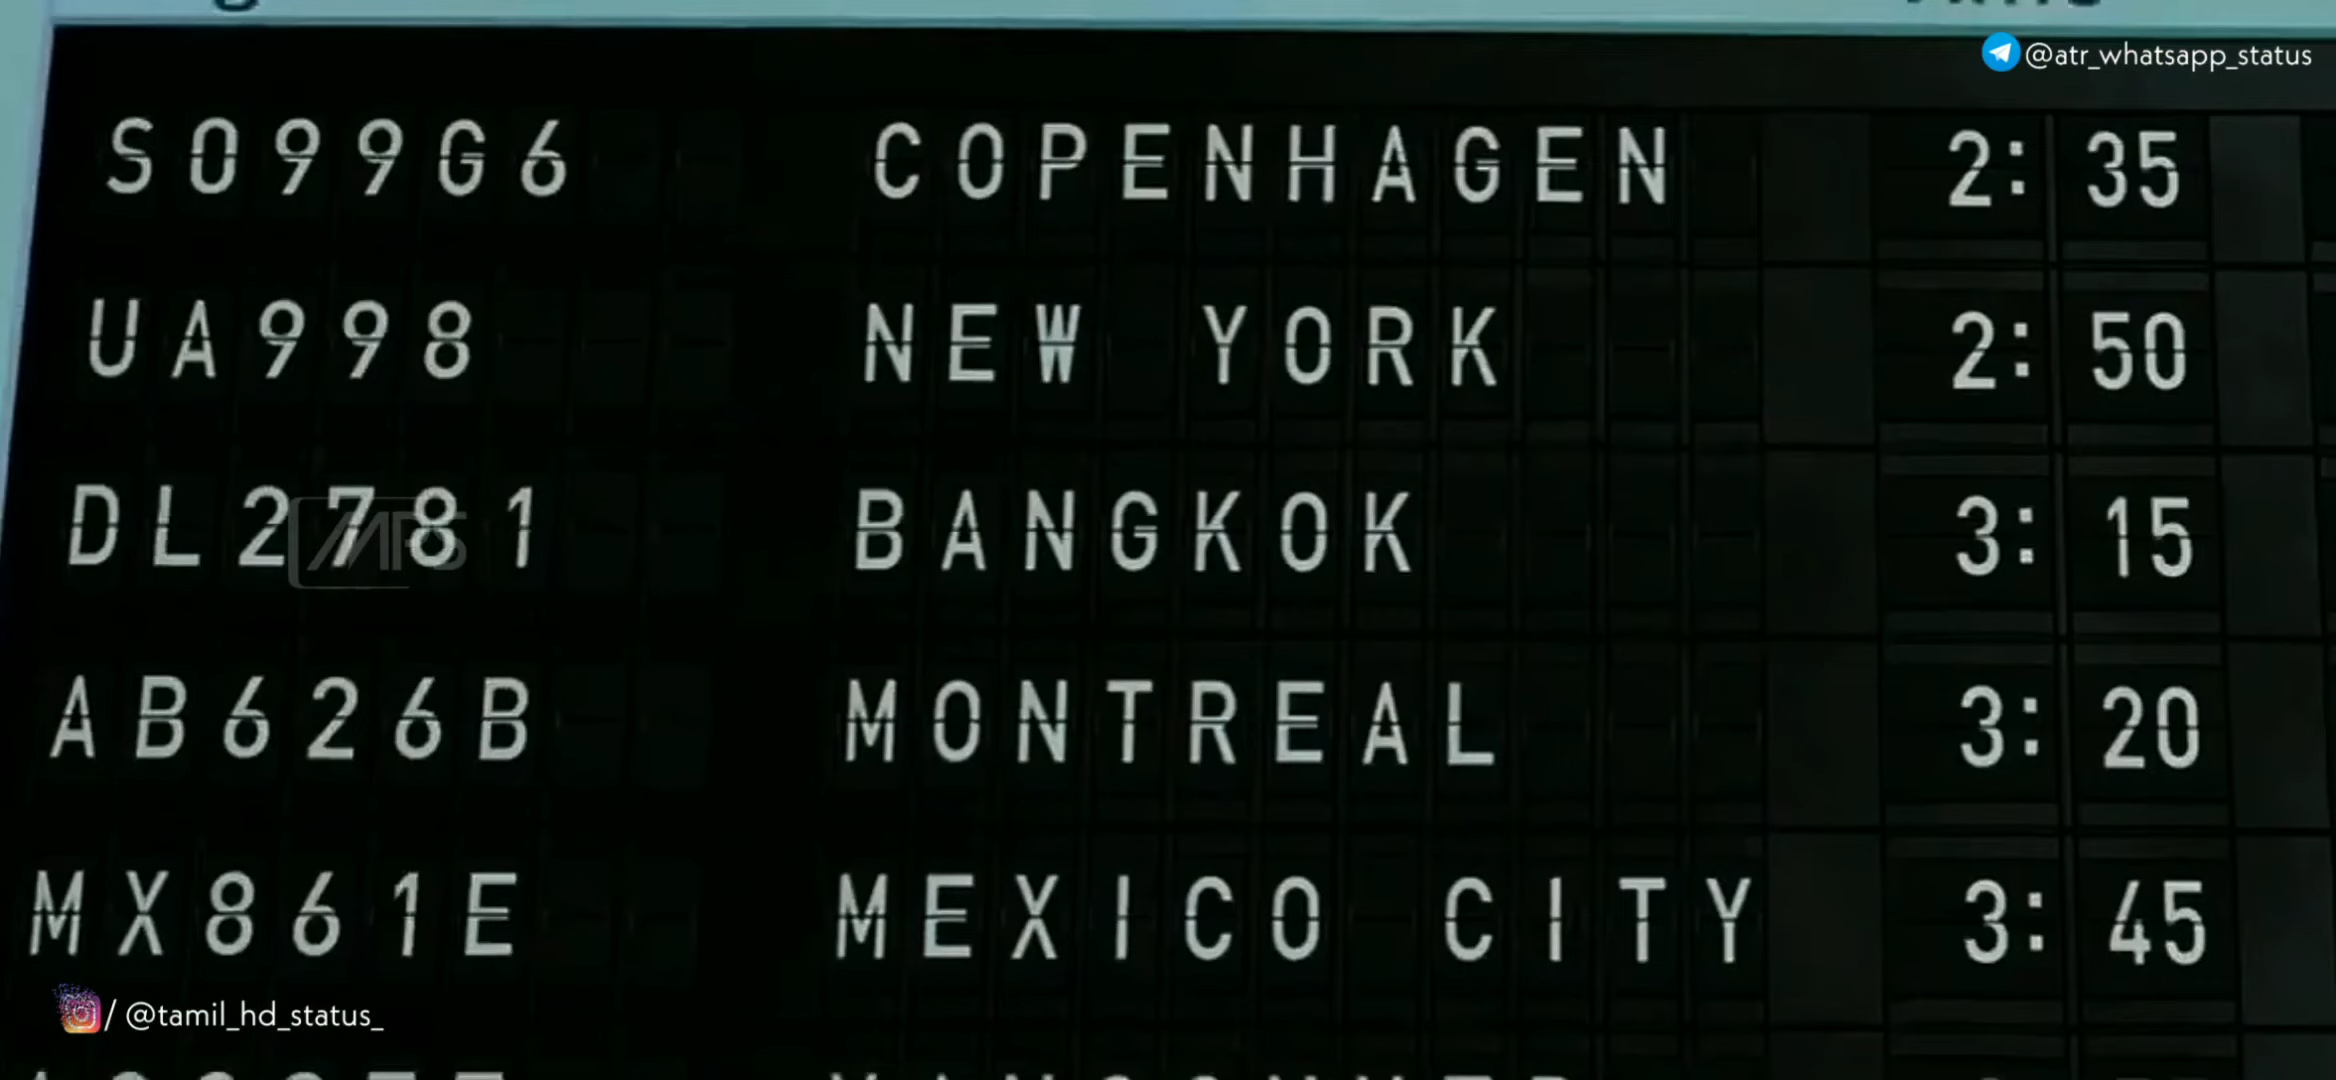 @atr_whatsapp_status
S099G6 COPENHAGEN 2:35
UA998 NEW YORK 2:50
DL2781 BANGKOK 3:15
AB626B MONTREAL 3:20
MX861E MEXICO CITY 3:45
/ @tamil_hd_status_